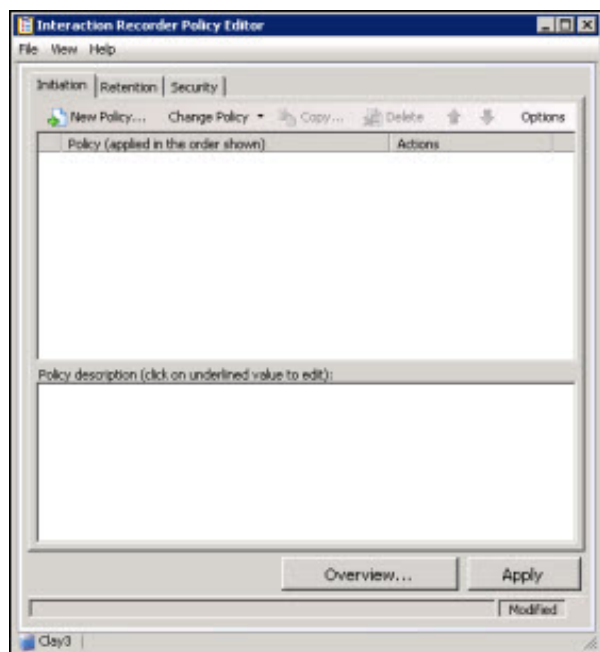 Interaction Recorder Policy Editor
File View Help
Initiation Retention Security
New Policy... Change Policy Copy... Delete Options
Policy (applied in the order shown) Actions
Policy description (click on underlined value to edit):
Overview... Apply
Modified
Clay3